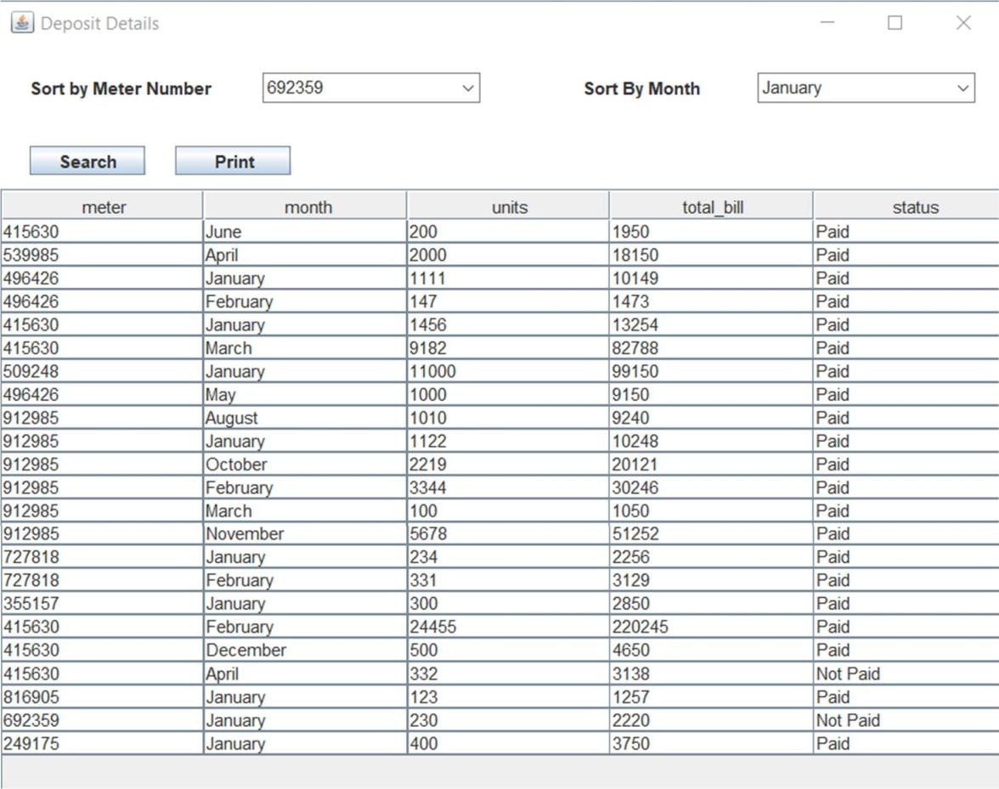 Deposit Details
Sort by Meter Number 692359 Sort By Month January
Search Print
meter month units total_bill status
415630 June 200 1950 Paid
539985 April 2000 18150 Paid
496426 January 1111 10149 Paid
496426 February 147 1473 Paid
415630 January 1456 13254 Paid
415630 March 9182 82788 Paid
509248 January 11000 99150 Paid
496426 May 1000 9150 Paid
912985 August 1010 9240 Paid
912985 January 1122 10248 Paid
912985 October 2219 20121 Paid
912985 February 3344 30246 Paid
912985 March 100 1050 Paid
912985 November 5678 51252 Paid
727818 January 234 2256 Paid
727818 February 331 3129 Paid
355157 January 300 2850 Paid
415630 February 24455 220245 Paid
415630 December 500 4650 Paid
415630 April 332 3138 Not Paid
816905 January 123 1257 Paid
692359 January 230 2220 Not Paid
249175 January 400 3750 Paid